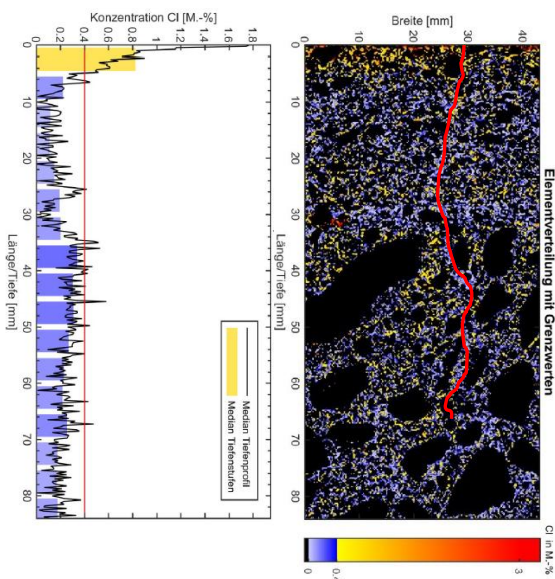 Konzentration Cl [M.-%]
0 0.2 0.4 0.6 0.8 1 1.2 1.4 1.6 1.8
0
10
20
30
40
50
60
70
80
Länge/Tiefe [mm]
Median Tiefenprofil
Median Tiefenstufen
Elementverteilung mit Grenzwerten
Breite [mm]
0 10 20 30 40
0
10
20
30
40
50
60
70
80
Länge/Tiefe [mm]
Cl in M.-%
0
3